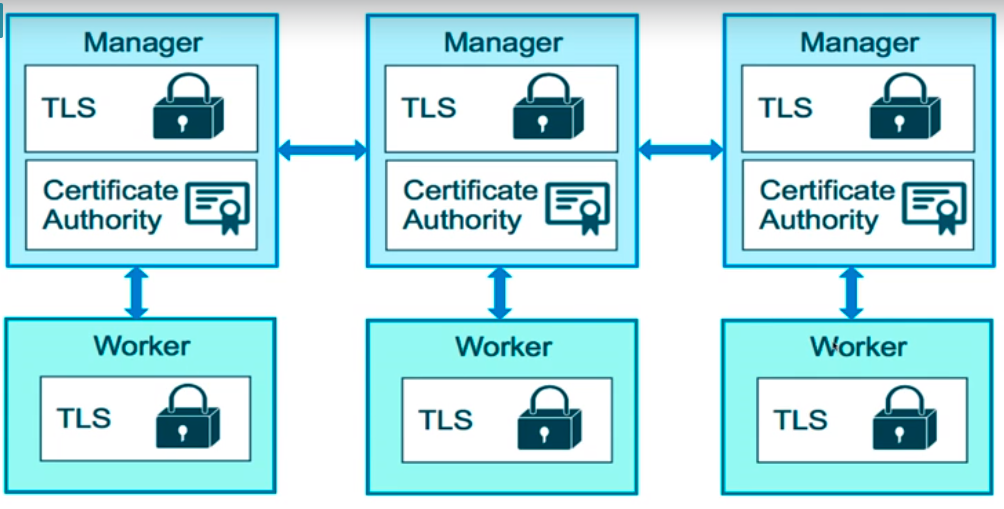 Manager
TLS
Certificate
Authority
Manager
TLS
Certificate
Authority
Manager
TLS
Certificate
Authority
Worker
TLS
Worker
TLS
Worker
TLS